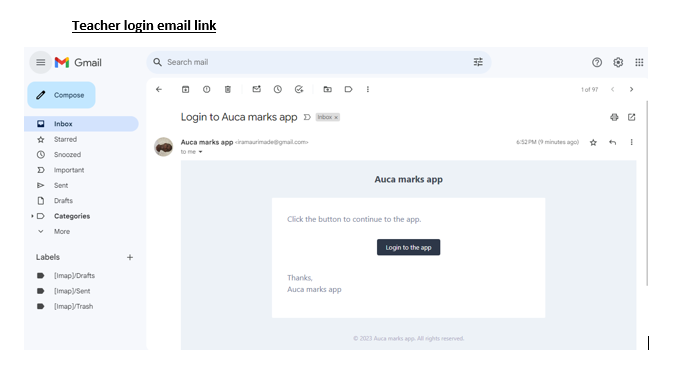 Teacher login email link
Gmail
Search mail
Compose
1 of 97
Inbox
Starred
Snoozed
Important
Sent
Drafts
Categories
More
Labels
[Imap]/Drafts
[Imap]/Sent
[Imap]/Trash
Login to Auca marks app Inbox x
Auca marks app <iramaurimade@gmail.com> 6:52 PM (9 minutes ago)
to me
Auca marks app
Click the button to continue to the app.
Login to the app
Thanks,
Auca marks app
© 2023 Auca marks app. All rights reserved.